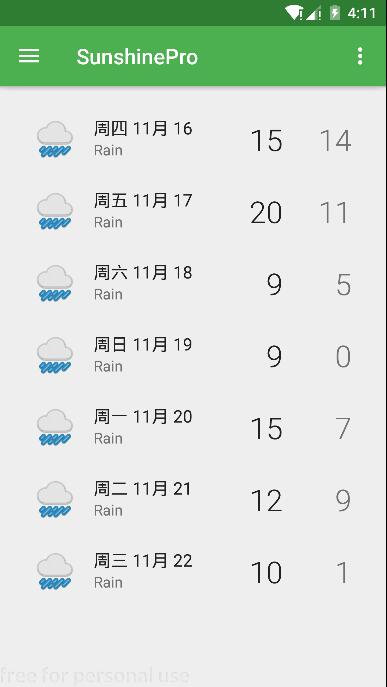 4:11
SunshinePro
周四 11月 16
Rain
15
14
周五 11月 17
Rain
20
11
周六 11月 18
Rain
9
5
周日 11月 19
Rain
9
0
周一 11月 20
Rain
15
7
周二 11月 21
Rain
12
9
周三 11月 22
Rain
10
1
free for personal use